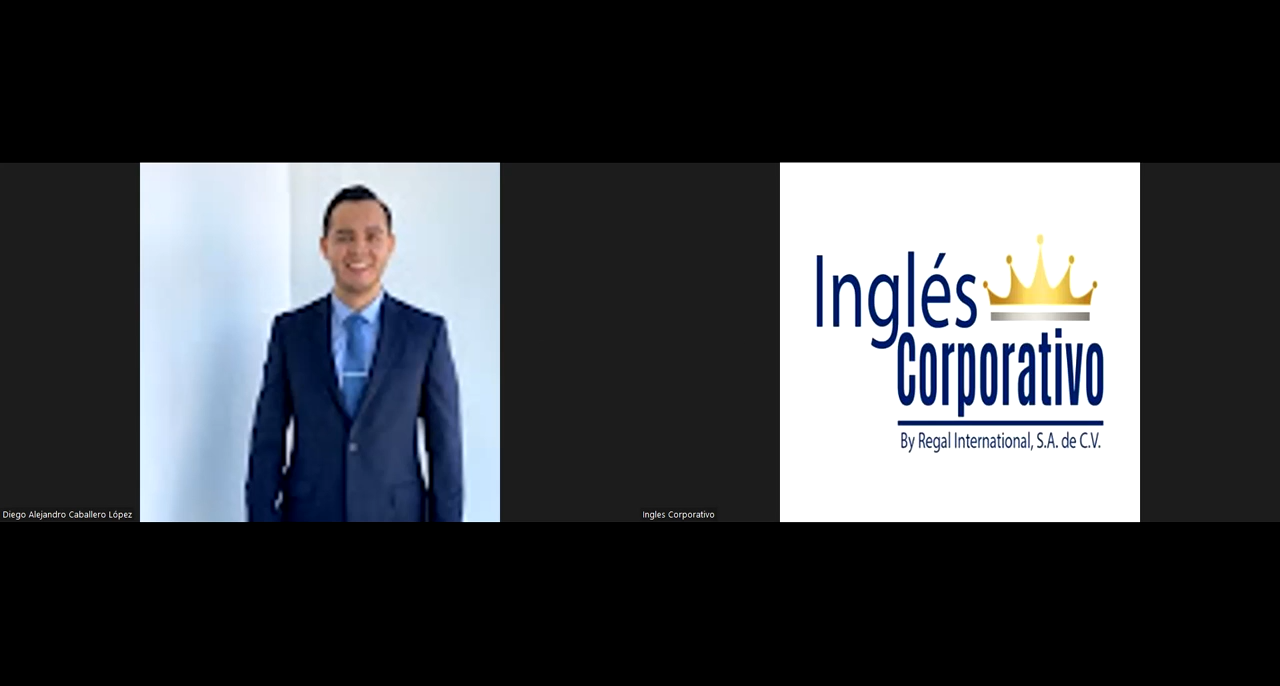 Inglés
Corporativo
By Regal International, S.A. de C.V.
Diego Alejandro Caballero López
Ingles Corporativo